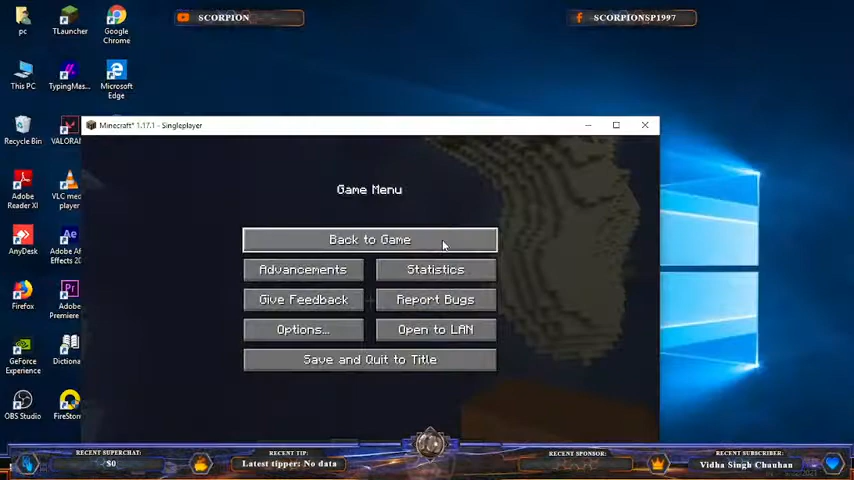 SCORPION
SCORPIONSP1997
pc
TLauncher
Google
Chrome
This PC
TypingMas...
Microsoft
Edge
Minecraft* 1.17.1 - Singleplayer
Recycle Bin
VALORA
Game Menu
Adobe
Reader XI
VLC med
player
Back to Game
AnyDesk
Adobe Af
Effects 20
Advancements
Statistics
Give Feedback
Report Bugs
Firefox
Adobe
Premiere
Options...
Open to LAN
GeForce
Experience
Dictiona
Save and Quit to Title
OBS Studio
FireStor
RECENT SUPERCHAT:
$0
RECENT TIP:
Latest tipper: No data
RECENT SPONSOR:
RECENT SUBSCRIBER:
Vidha Singh Chauhan